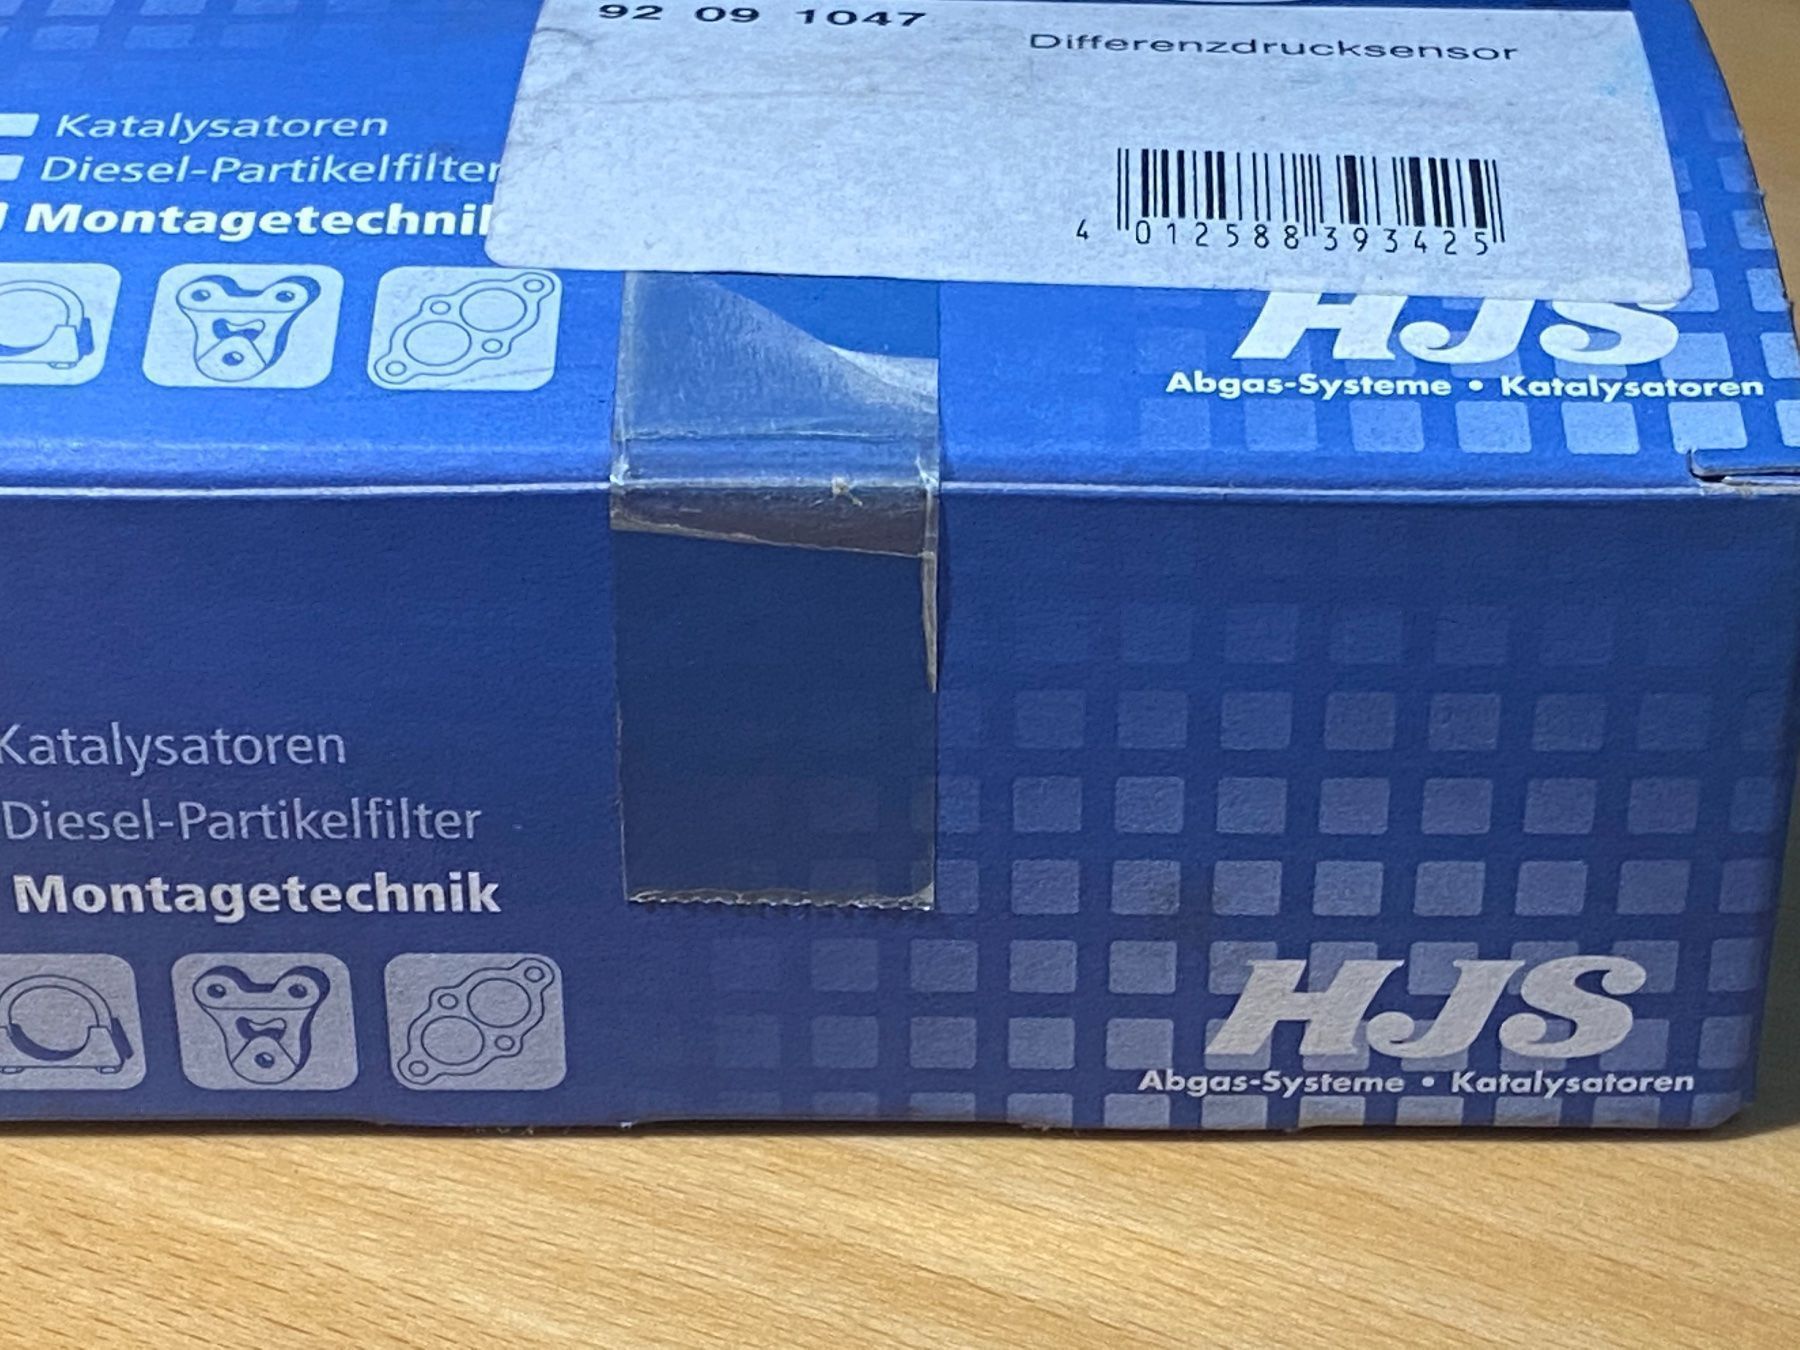 92 09 1047
Differenzdrucksensor
4 012588 393425
Katalysatoren
Diesel-Partikelfilter
Montagetechnik
HJS
Abgas-Systeme • Katalysatoren
Katalysatoren
Diesel-Partikelfilter
Montagetechnik
HJS
Abgas-Systeme • Katalysatoren